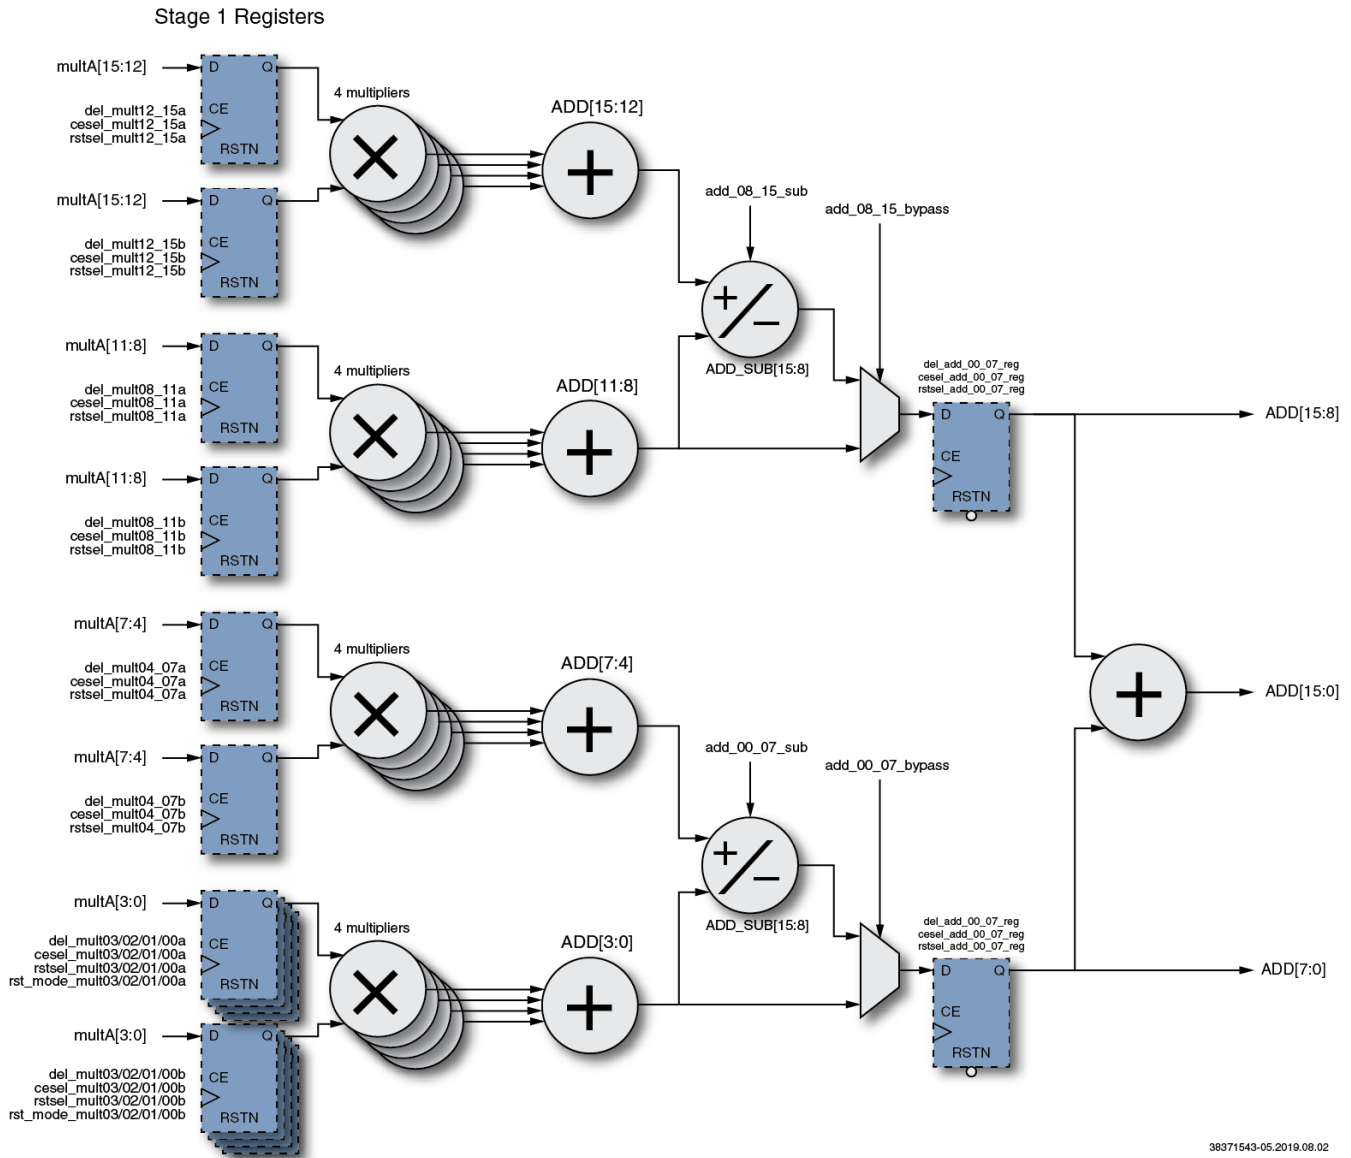 Stage 1 Registers
multA[15:12]
D
Q
del_mult12_15a
cesel_mult12_15a
rstsel_mult12_15a
CE
RSTN
4 multipliers
ADD[15:12]
multA[15:12]
D
Q
del_mult12_15b
cesel_mult12_15b
rstsel_mult12_15b
CE
RSTN
add_08_15_sub
add_08_15_bypass
ADD_SUB[15:8]
multA[11:8]
D
Q
del_mult08_11a
cesel_mult08_11a
rstsel_mult08_11a
CE
RSTN
4 multipliers
ADD[11:8]
del_add_00_07_reg
cesel_add_00_07_reg
rstsel_add_00_07_reg
D
Q
CE
RSTN
ADD[15:8]
multA[11:8]
D
Q
del_mult08_11b
cesel_mult08_11b
rstsel_mult08_11b
CE
RSTN
multA[7:4]
D
Q
del_mult04_07a
cesel_mult04_07a
rstsel_mult04_07a
CE
RSTN
4 multipliers
ADD[7:4]
ADD[15:0]
multA[7:4]
D
Q
del_mult04_07b
cesel_mult04_07b
rstsel_mult04_07b
CE
RSTN
add_00_07_sub
add_00_07_bypass
ADD_SUB[15:8]
multA[3:0]
D
Q
del_mult03/02/01/00a
cesel_mult03/02/01/00a
rstsel_mult03/02/01/00a
rst_mode_mult03/02/01/00a
CE
RSTN
4 multipliers
ADD[3:0]
del_add_00_07_reg
cesel_add_00_07_reg
rstsel_add_00_07_reg
D
Q
CE
RSTN
ADD[7:0]
multA[3:0]
D
Q
del_mult03/02/01/00b
cesel_mult03/02/01/00b
rstsel_mult03/02/01/00b
rst_mode_mult03/02/01/00b
CE
RSTN
38371543-05.2019.08.02